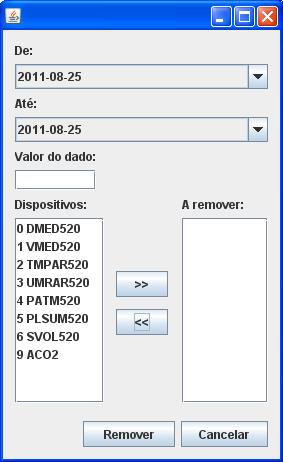 De:
2011-08-25
Até:
2011-08-25
Valor do dado:
Dispositivos:
A remover:
0 DMED520
1 VMED520
2 TMPAR520
3 UMRAR520
4 PATM520
5 PLSUM520
6 SVOL520
9 ACO2
>>
<<
Remover
Cancelar